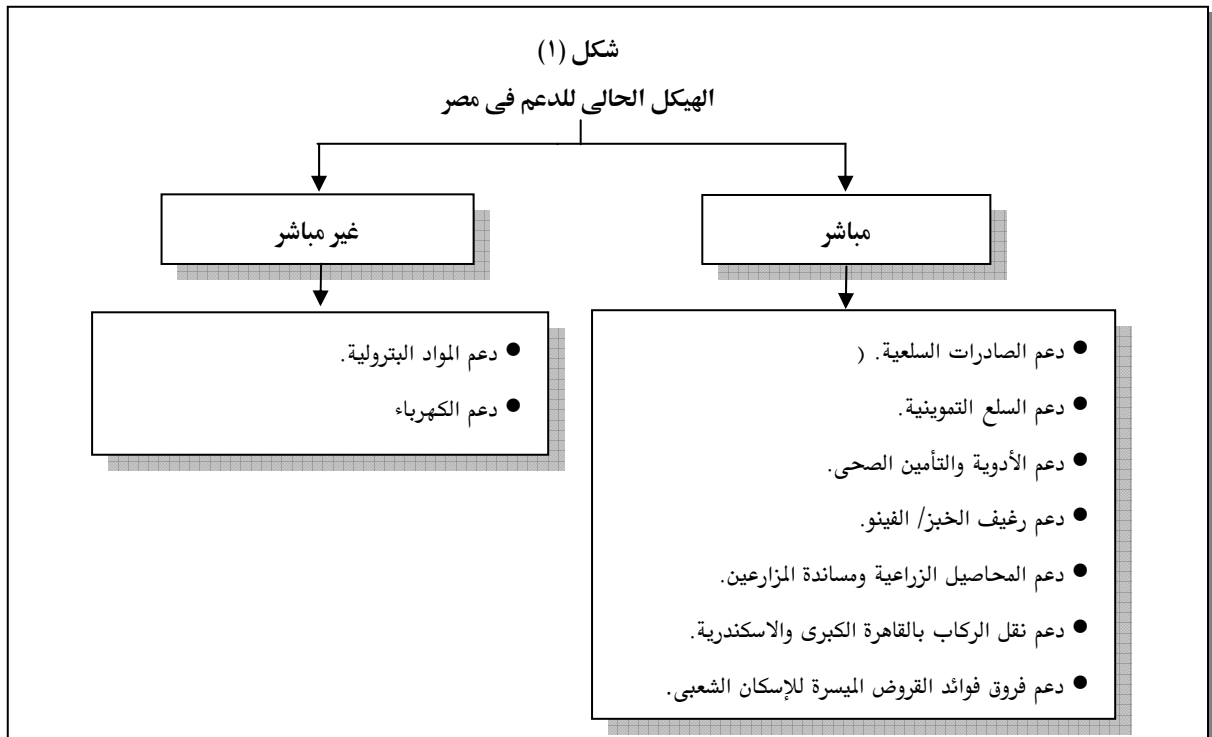 شكل (١)
الهيكل الحالى للدعم فى مصر
مباشر
غير مباشر
● دعم الصادرات السلعية. (
● دعم السلع التموينية.
● دعم الأدوية والتأمين الصحى.
● دعم رغيف الخبز/ الفينو.
● دعم المحاصيل الزراعية ومساندة المزارعين.
● دعم نقل الركاب بالقاهرة الكبرى والاسكندرية.
● دعم فروق فوائد القروض الميسرة للإسكان الشعبى.
● دعم المواد البترولية.
● دعم الكهرباء